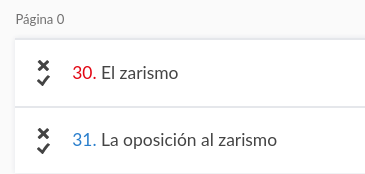 Página 0
30. El zarismo
31. La oposición al zarismo